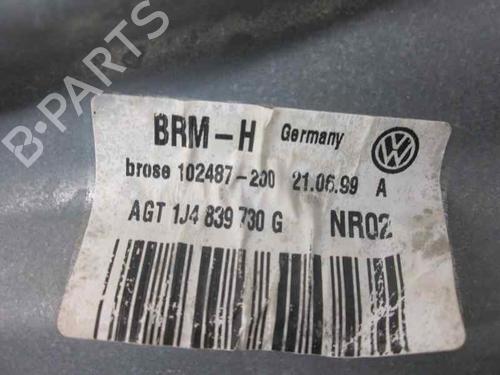 BRM-H Germany
brose 102487-200 21.06.99 A
AGT 1J4 839 730 G NR02
B-PARTS